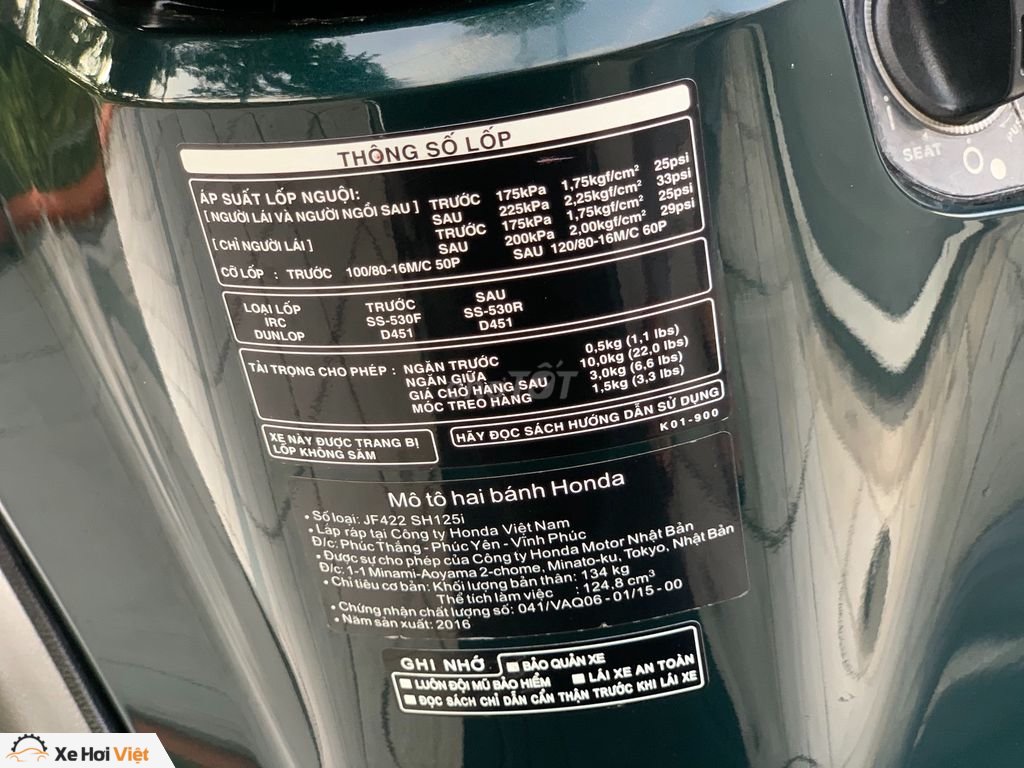 THÔNG SỐ LỐP
ÁP SUẤT LỐP NGUỘI:
[NGƯỜI LÁI VÀ NGƯỜI NGỒI SAU] TRƯỚC 175kPa 1,75kgf/cm² 25psi
SAU 225kPa 2,25kgf/cm² 33psi
[CHỈ NGƯỜI LÁI] TRƯỚC 175kPa 1,75kgf/cm² 25psi
SAU 200kPa 2,00kgf/cm² 29psi
CỠ LỐP : TRƯỚC 100/80-16M/C 50P SAU 120/80-16M/C 60P
LOẠI LỐP TRƯỚC SAU
IRC SS-530F SS-530R
DUNLOP D451 D451
TẢI TRỌNG CHO PHÉP : NGĂN TRƯỚC 0,5kg (1,1 lbs)
NGĂN GIỮA 10,0kg (22,0 lbs)
GIÁ CHỞ HÀNG SAU 3,0kg (6,6 lbs)
MÓC TREO HÀNG 1,5kg (3,3 lbs)
XE NÀY ĐƯỢC TRANG BỊ
LỐP KHÔNG SĂM
HÃY ĐỌC SÁCH HƯỚNG DẪN SỬ DỤNG
K01-900
Mô tô hai bánh Honda
• Số loại: JF422 SH125i
• Lắp ráp tại Công ty Honda Việt Nam
Đ/c: Phúc Thắng - Phúc Yên - Vĩnh Phúc
• Được sự cho phép của Công ty Honda Motor Nhật Bản
Đ/c: 1-1 Minami-Aoyama 2-chome, Minato-ku, Tokyo, Nhật Bản
• Chỉ tiêu cơ bản: Khối lượng bản thân: 134 kg
Thể tích làm việc : 124.8 cm³
• Chứng nhận chất lượng số: 041/VAQ06 - 01/15 - 00
• Năm sản xuất: 2016
GHI NHỚ ■ BẢO QUẢN XE
■ LUÔN ĐỘI MŨ BẢO HIỂM ■ LÁI XE AN TOÀN
■ ĐỌC SÁCH CHỈ DẪN CẨN THẬN TRƯỚC KHI LÁI XE
SEAT
TỐT
Xe Hơi Việt